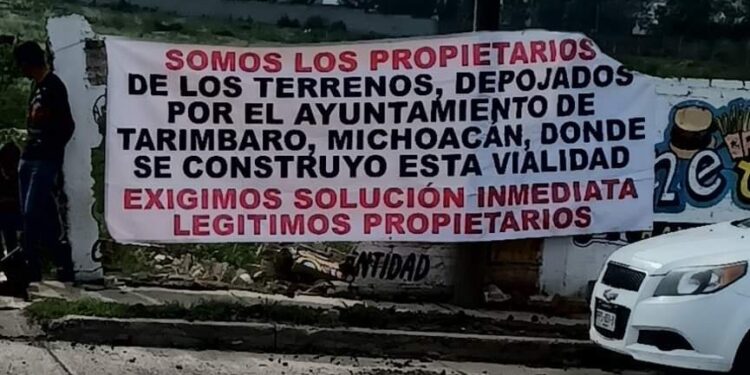 SOMOS LOS PROPIETARIOS
DE LOS TERRENOS, DEPOJADOS
POR EL AYUNTAMIENTO DE
TARIMBARO, MICHOACÁN, DONDE
SE CONSTRUYO ESTA VIALIDAD
EXIGIMOS SOLUCIÓN INMEDIATA
LEGITIMOS PROPIETARIOS
NTIDAD